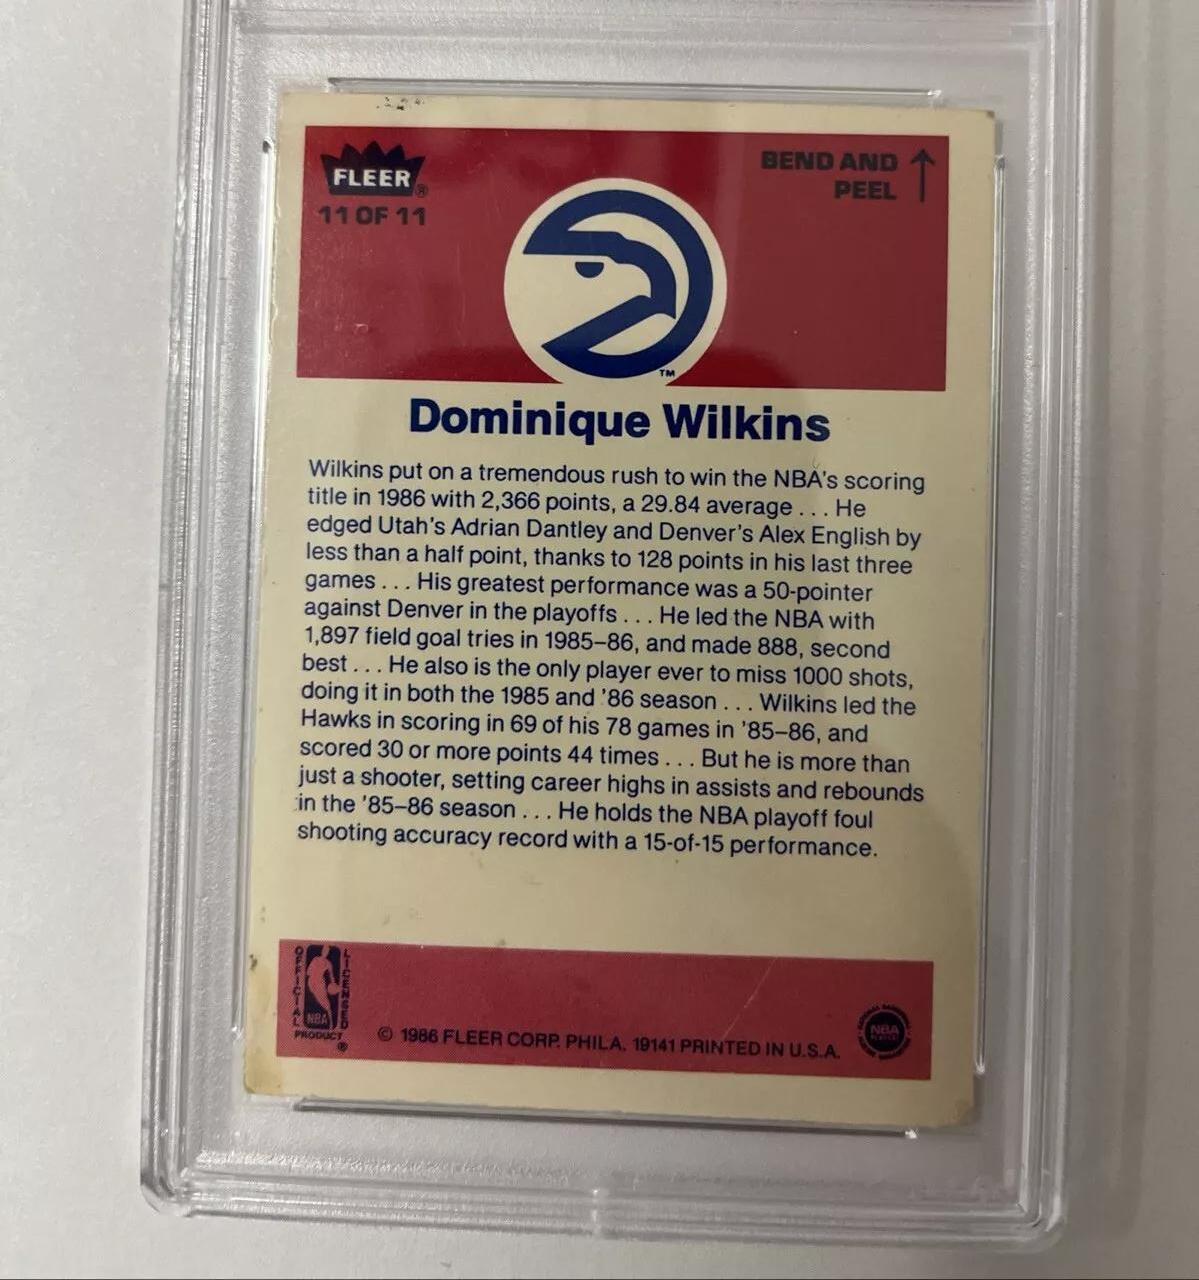 FLEER®
11 OF 11
BEND AND
PEEL
TM
Dominique Wilkins
Wilkins put on a tremendous rush to win the NBA's scoring
title in 1986 with 2,366 points, a 29.84 average . . . He
edged Utah's Adrian Dantley and Denver's Alex English by
less than a half point, thanks to 128 points in his last three
games . . . His greatest performance was a 50-pointer
against Denver in the playoffs . . . He led the NBA with
1,897 field goal tries in 1985–86, and made 888, second
best . . . He also is the only player ever to miss 1000 shots,
doing it in both the 1985 and '86 season . . . Wilkins led the
Hawks in scoring in 69 of his 78 games in '85–86, and
scored 30 or more points 44 times . . . But he is more than
just a shooter, setting career highs in assists and rebounds
in the '85–86 season . . . He holds the NBA playoff foul
shooting accuracy record with a 15-of-15 performance.
OFFICIAL
NBA
LICENSED
PRODUCT ®
© 1986 FLEER CORP. PHILA. 19141 PRINTED IN U.S.A.
NBA
PLAYERS